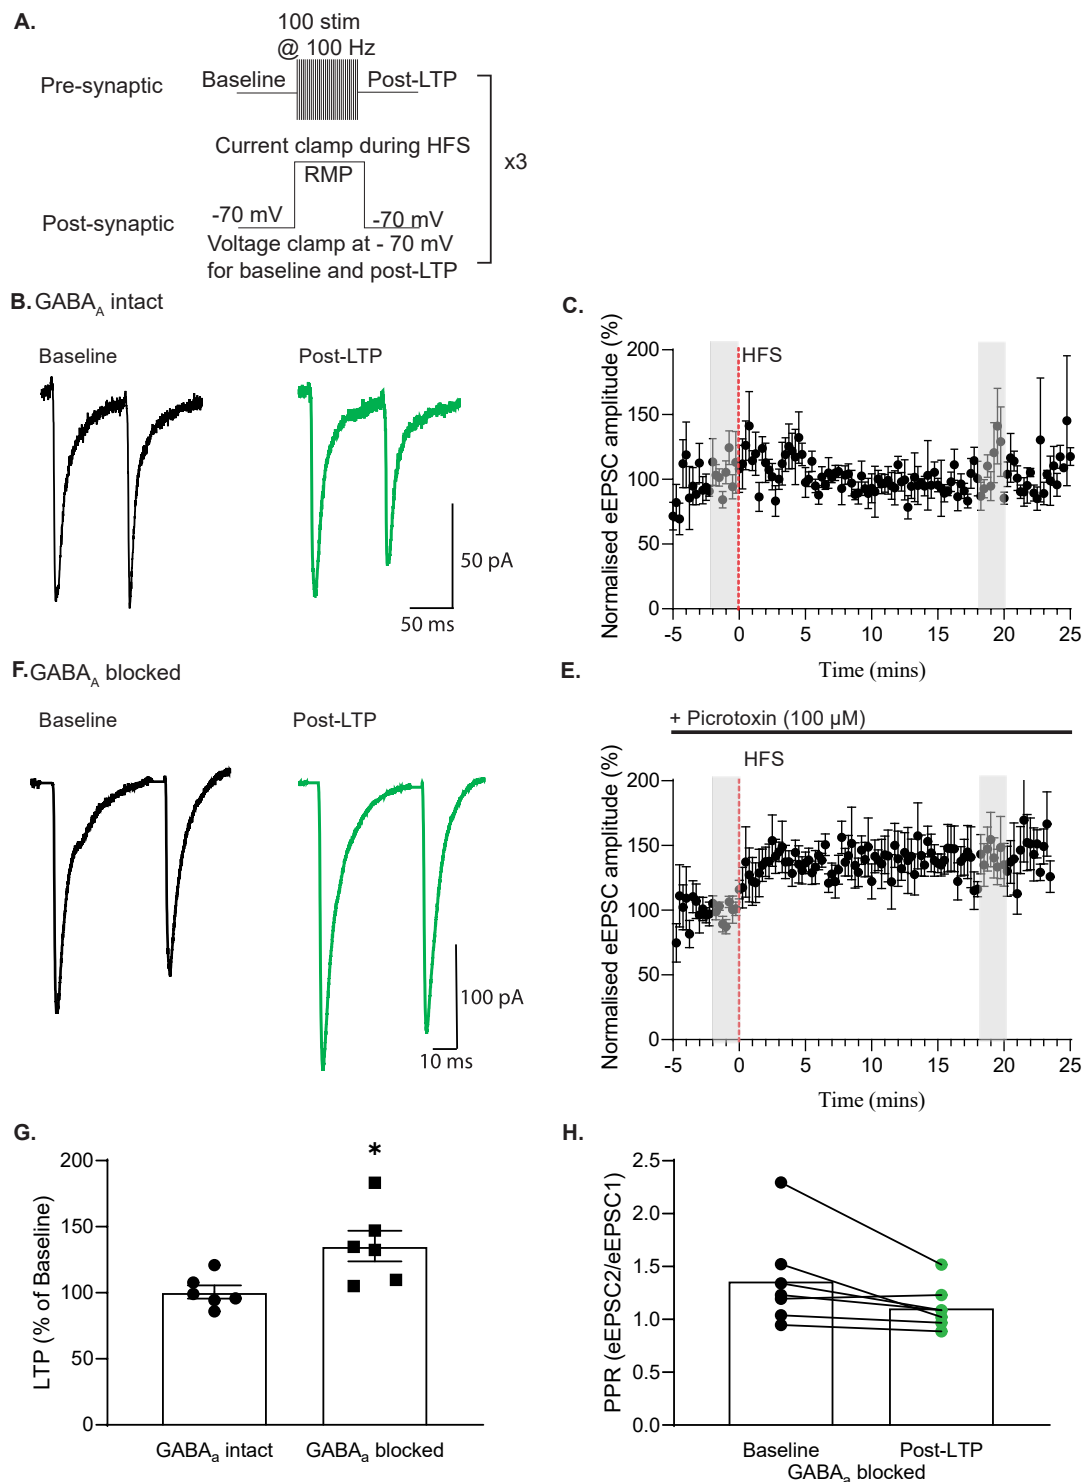 A.
100 stim
@ 100 Hz
Pre-synaptic
Baseline
Post-LTP
Current clamp during HFS
RMP
x3
Post-synaptic
-70 mV
-70 mV
Voltage clamp at - 70 mV
for baseline and post-LTP
B. GABAA intact
Baseline
Post-LTP
50 pA
50 ms
C.
Normalised eEPSC amplitude (%)
200
150
100
50
0
HFS
-5
0
5
10
15
20
25
Time (mins)
F. GABAA blocked
Baseline
Post-LTP
100 pA
10 ms
E.
+ Picrotoxin (100 µM)
Normalised eEPSC amplitude (%)
200
150
100
50
0
HFS
-5
0
5
10
15
20
25
Time (mins)
G.
LTP (% of Baseline)
200
150
100
50
0
*
GABAa intact
GABAa blocked
H.
PPR (eEPSC2/eEPSC1)
2.5
2.0
1.5
1.0
0.5
0.0
Baseline
Post-LTP
GABAa blocked